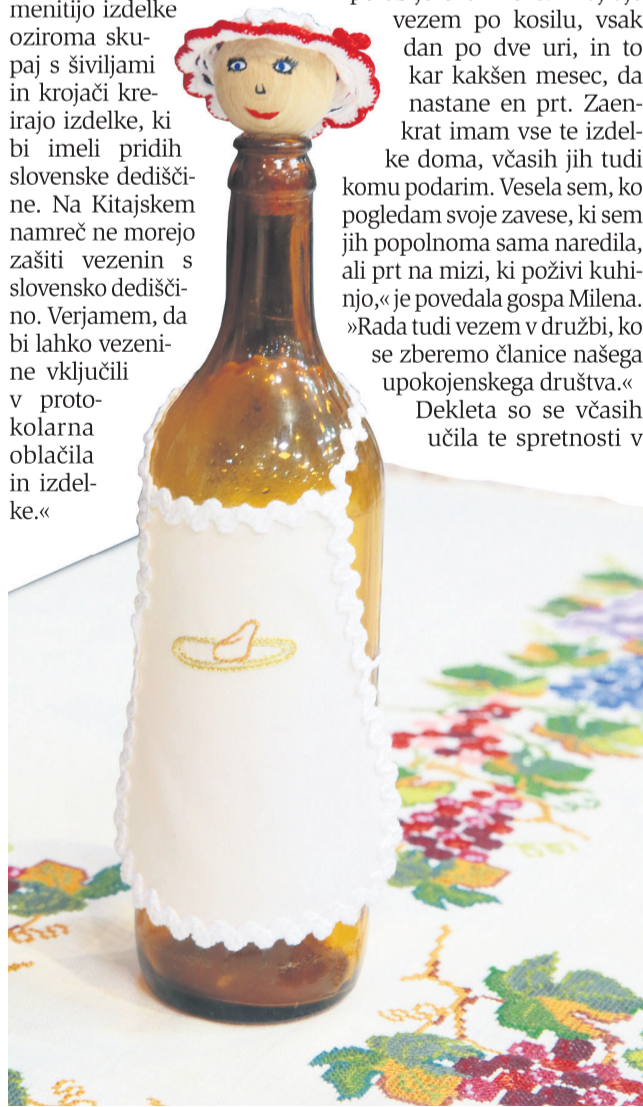 menitijo izdelke
oziroma sku-
paj s šiviljami
in krojači kre-
irajo izdelke, ki
bi imeli pridih
slovenske dedišči-
ne. Na Kitajskem
namreč ne morejo
zašiti vezenin s
slovensko dedišči-
no. Verjamem, da
bi lahko vezeni-
ne vključili
v proto-
kolarna
oblačila
in izdel-
ke.«
vezem po kosilu, vsak
dan po dve uri, in to
kar kakšen mesec, da
nastane en prt. Zaen-
krat imam vse te izdel-
ke doma, včasih jih tudi
komu podarim. Vesela sem, ko
pogledam svoje zavese, ki sem
jih popolnoma sama naredila,
ali prt na mizi, ki poživi kuhi-
njo,« je povedala gospa Milena.
»Rada tudi vezem v družbi, ko
se zberemo članice našega
upokojenskega društva.«
Dekleta so se včasih
učila te spretnosti v